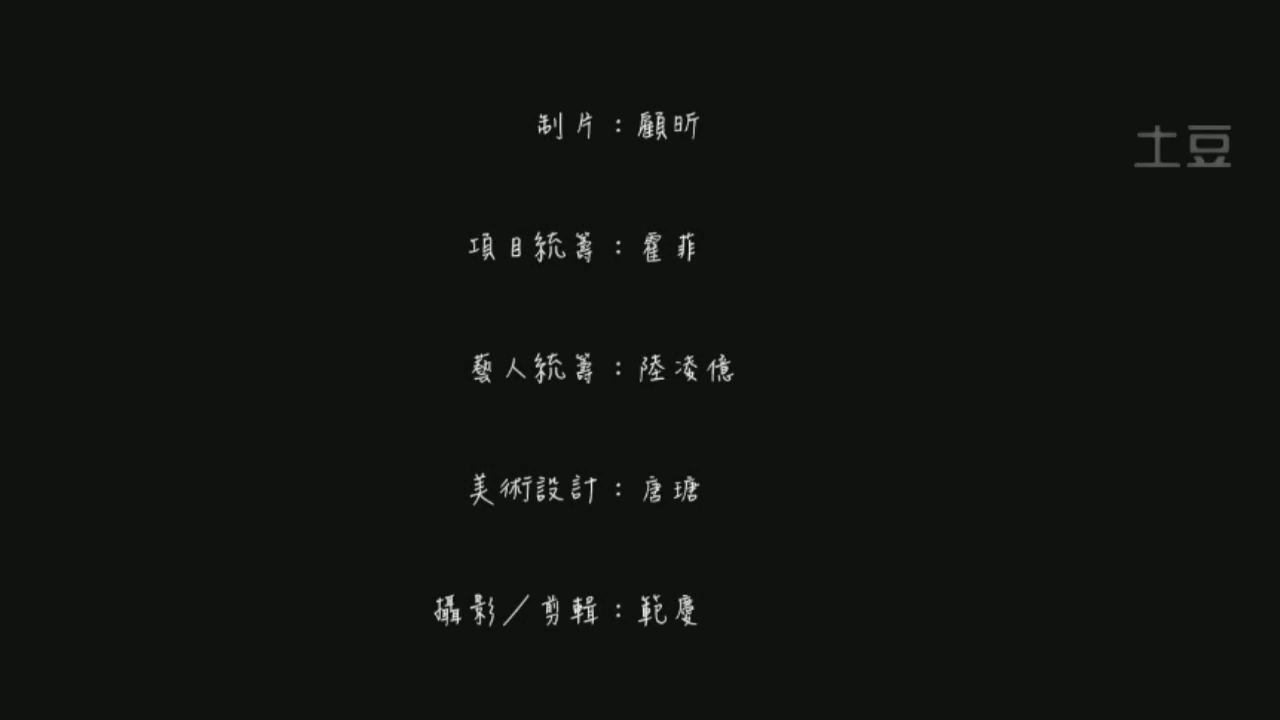 制片：顧昕
土豆
項目統籌：霍菲
藝人統籌：陸凌億
美術設計：唐瑭
攝影／剪輯：範慶